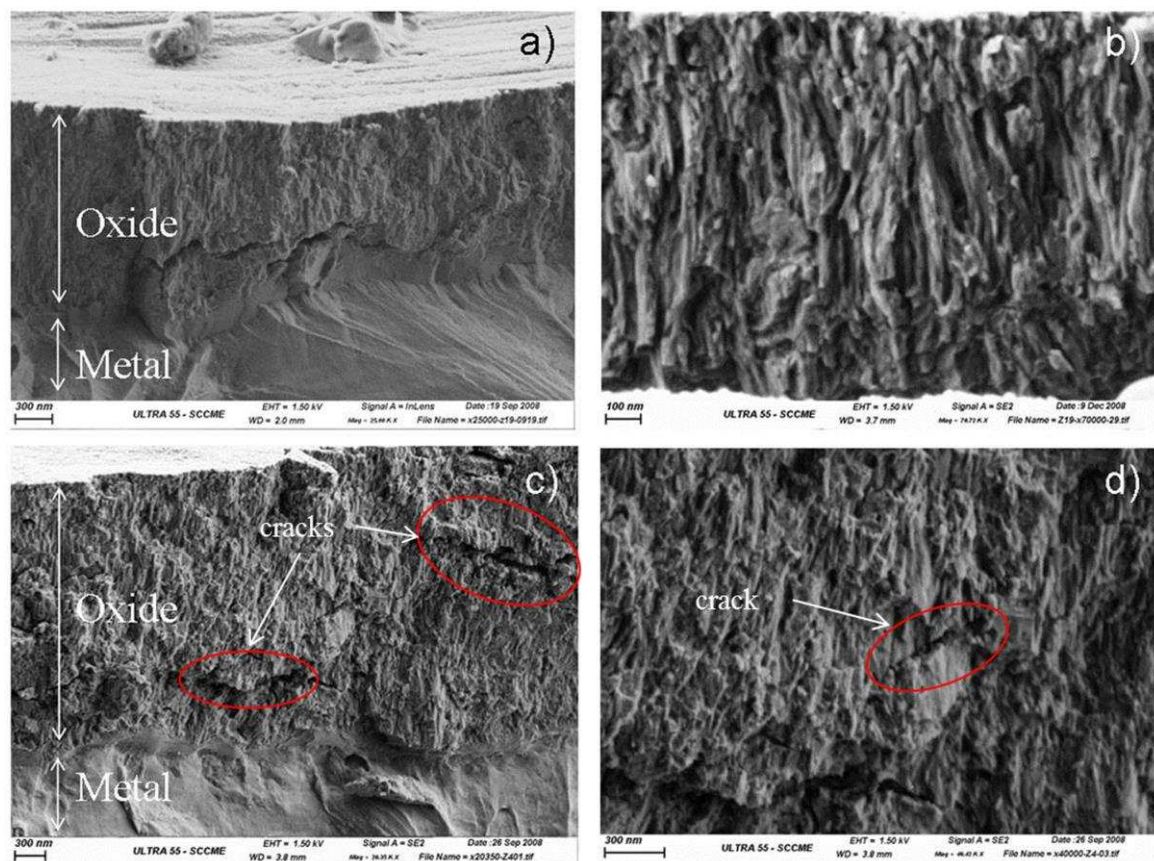 a)
Oxide
Metal
300 nm
ULTRA 55 - SCCME
EHT = 1.50 kV
WD = 2.0 mm
Signal A = InLens
Date :19 Sep 2008
File Name = x25000-z19-0919.tif
b)
100 nm
ULTRA 55 - SCCME
EHT = 1.50 kV
WD = 3.7 mm
Signal A = SE2
Date :9 Dec 2008
File Name = Z19-x70000-29.tif
c)
cracks
Oxide
Metal
300 nm
ULTRA 55 - SCCME
EHT = 1.50 kV
WD = 3.8 mm
Signal A = SE2
Date :26 Sep 2008
File Name = x20350-Z401.tif
d)
crack
300 nm
ULTRA 55 - SCCME
EHT = 1.50 kV
WD = 3.8 mm
Signal A = SE2
Date :26 Sep 2008
File Name = x40000-Z4-03.tif